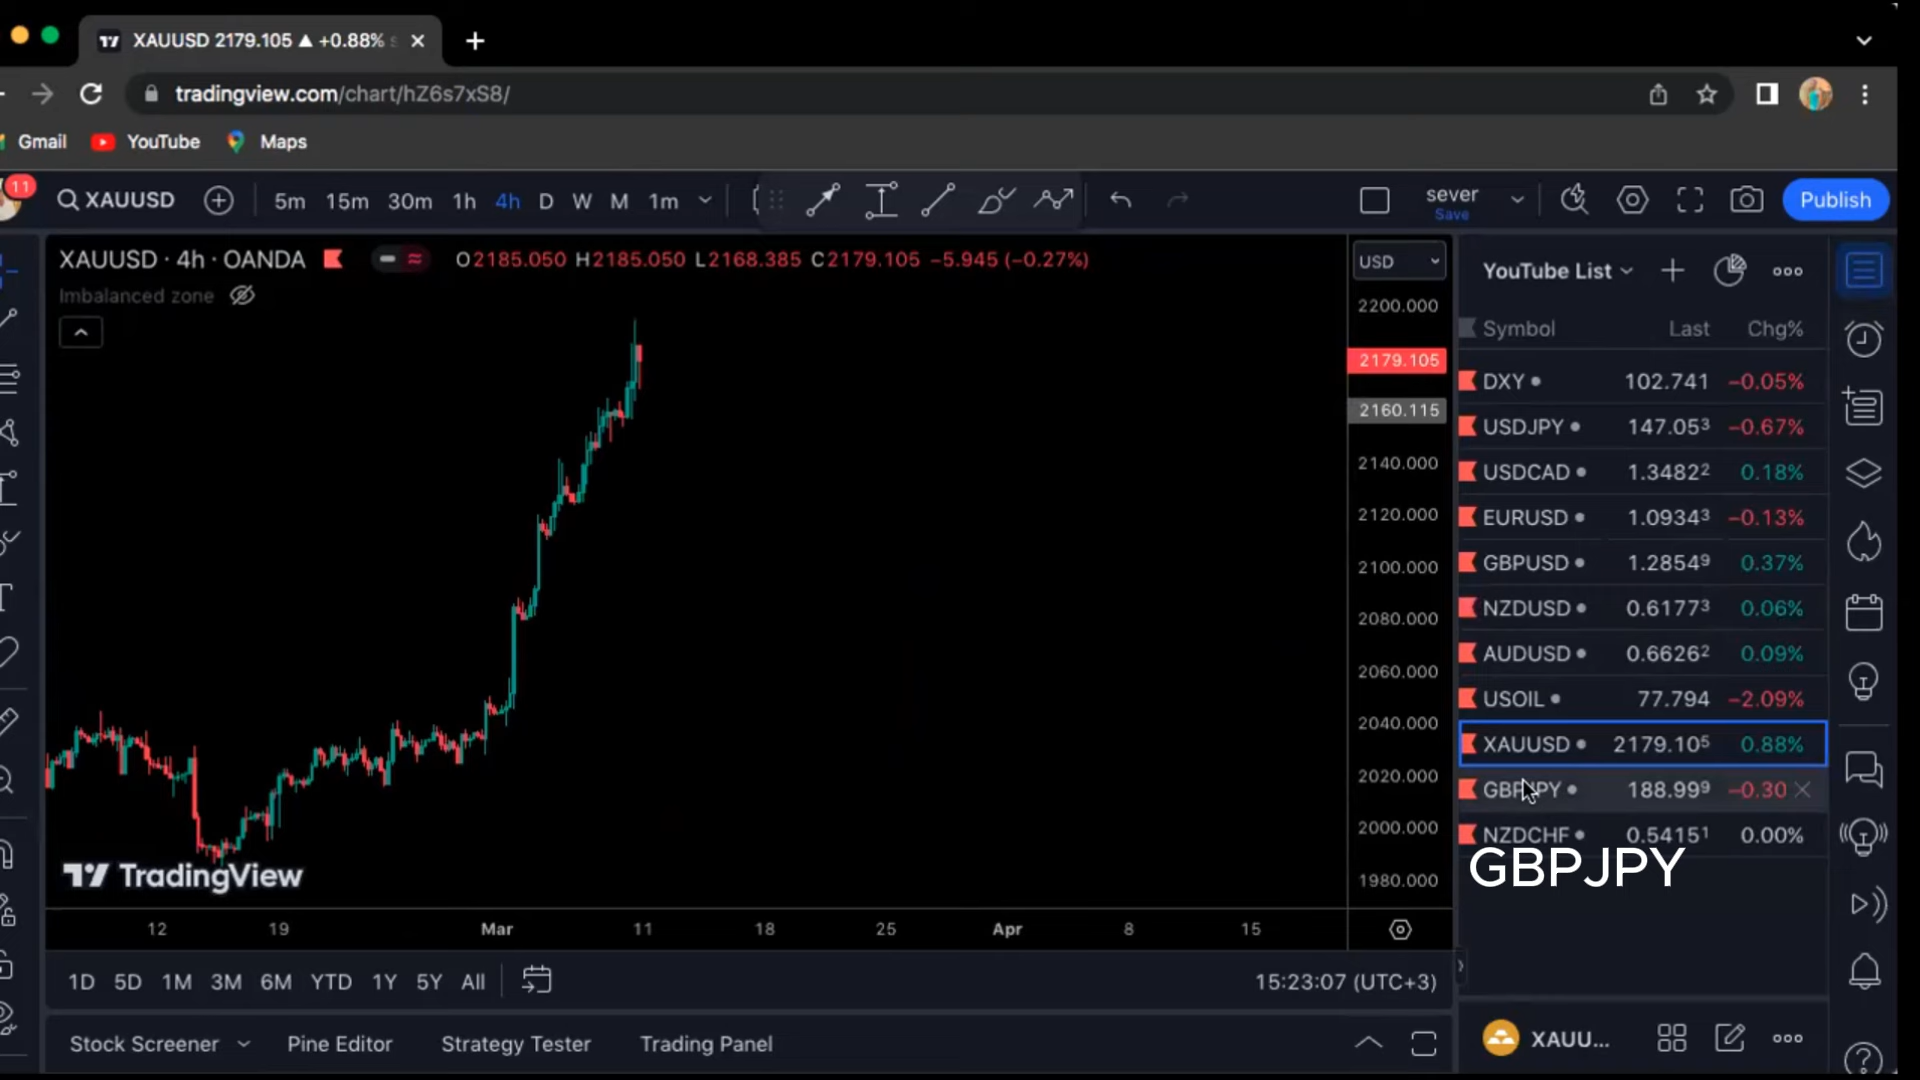 XAUUSD 2179.105 ▲ +0.88%
tradingview.com/chart/hZ6s7xS8/
Gmail YouTube Maps
11
XAUUSD 5m 15m 30m 1h 4h D W M 1m sever Save Publish
XAUUSD · 4h · OANDA O2185.050 H2185.050 L2168.385 C2179.105 −5.945 (−0.27%)
Imbalanced zone
USD
2200.000
2179.105
2160.115
2140.000
2120.000
2100.000
2080.000
2060.000
2040.000
2020.000
2000.000
1980.000
YouTube List
Symbol Last Chg%
DXY 102.741 −0.05%
USDJPY 147.053 −0.67%
USDCAD 1.34822 0.18%
EURUSD 1.09343 −0.13%
GBPUSD 1.28549 0.37%
NZDUSD 0.61773 0.06%
AUDUSD 0.66262 0.09%
USOIL 77.794 −2.09%
XAUUSD 2179.105 0.88%
GBPJPY 188.999 −0.30
NZDCHF 0.54151 0.00%
GBPJPY
TradingView
12 19 Mar 11 18 25 Apr 8 15
1D 5D 1M 3M 6M YTD 1Y 5Y All 15:23:07 (UTC+3)
Stock Screener Pine Editor Strategy Tester Trading Panel
XAUU...